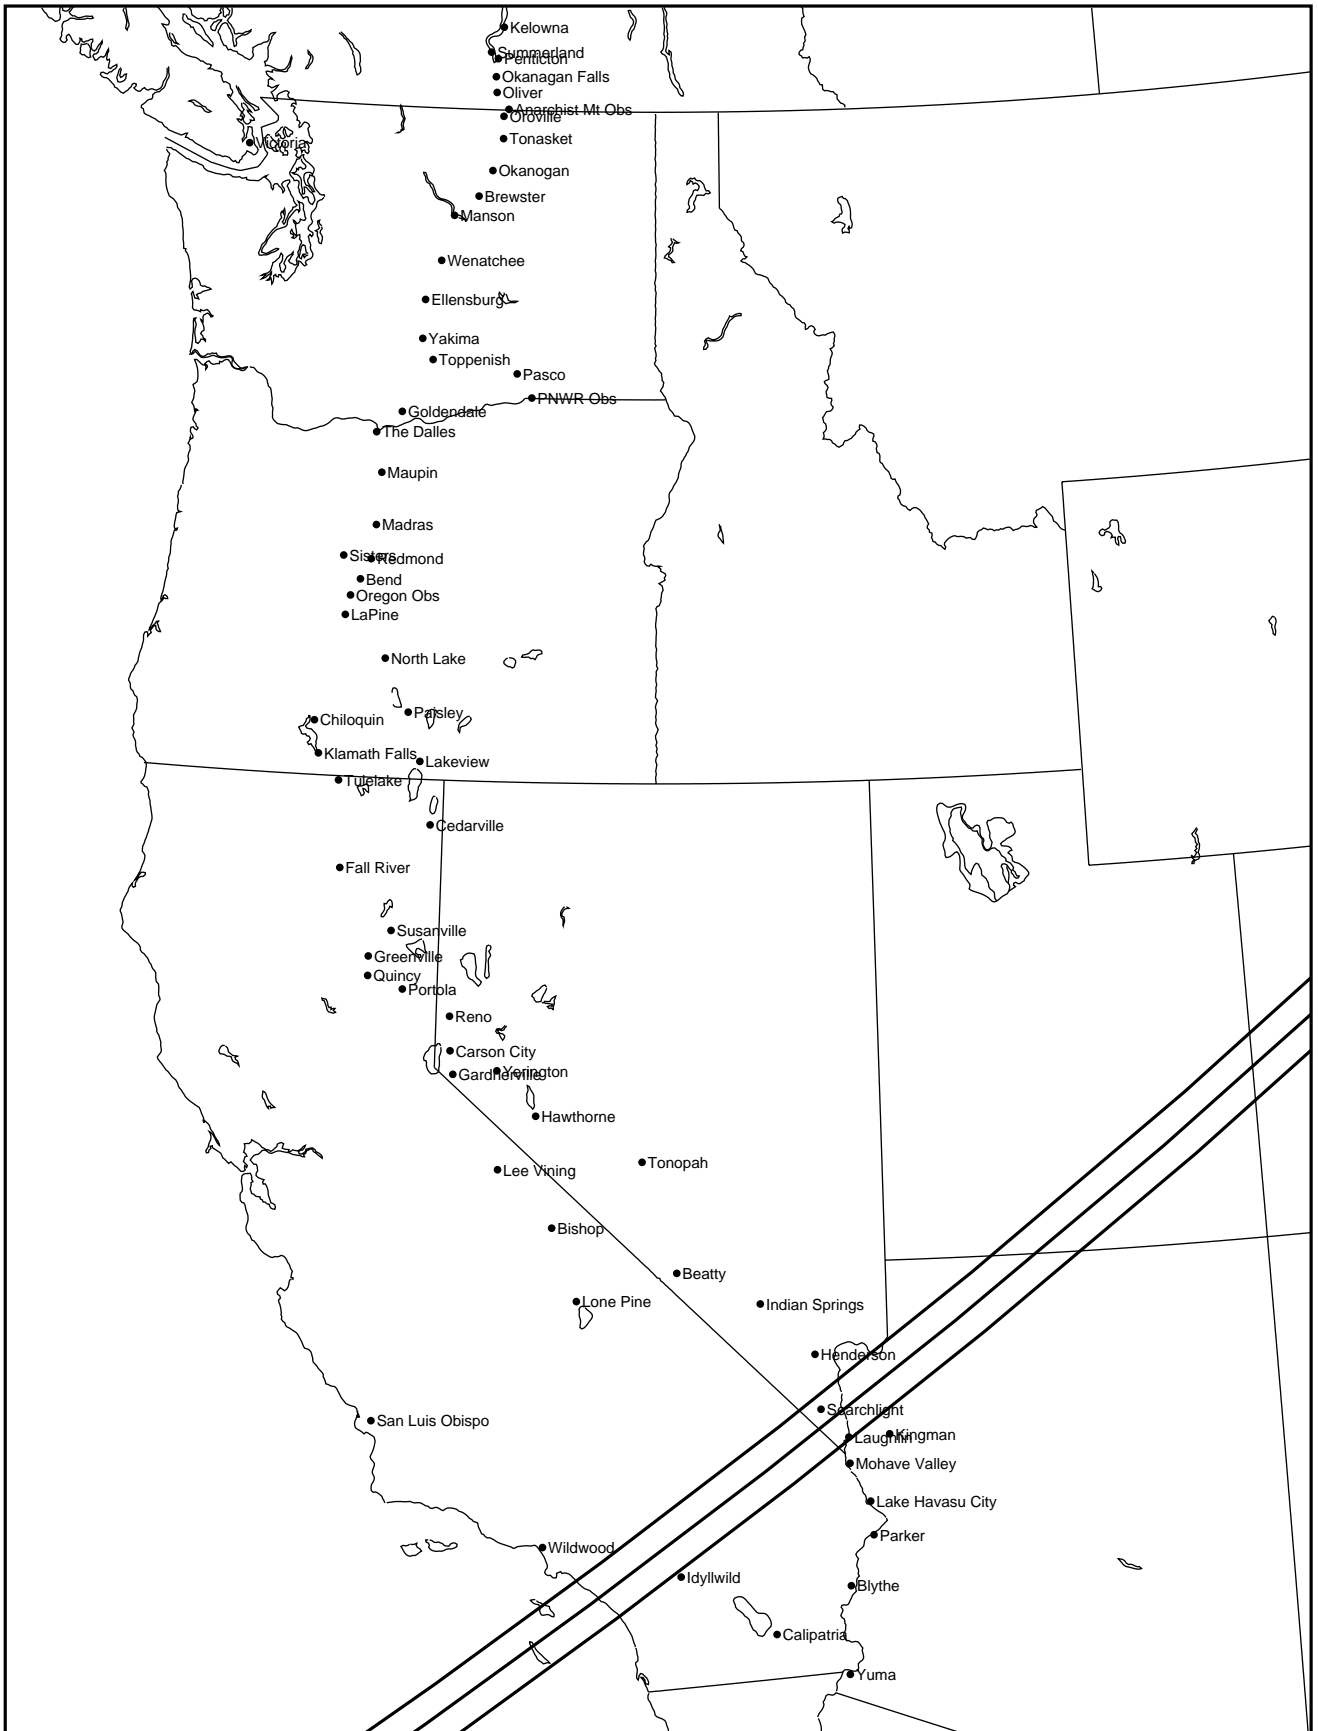 Kelowna
Summerland
Penticton
Okanagan Falls
Oliver
Anarchist Mt Obs
Oroville
Tonasket
Victoria
Okanogan
Brewster
Manson
Wenatchee
Ellensburg
Yakima
Toppenish
Pasco
PNWR Obs
Goldendale
The Dalles
Maupin
Madras
Sisters
Redmond
Bend
Oregon Obs
LaPine
North Lake
Paisley
Chiloquin
Klamath Falls
Lakeview
Tulelake
Cedarville
Fall River
Susanville
Greenville
Quincy
Portola
Reno
Carson City
Yerington
Gardnerville
Hawthorne
Tonopah
Lee Vining
Bishop
Beatty
Lone Pine
Indian Springs
Henderson
Searchlight
San Luis Obispo
Kingman
Laughlin
Mohave Valley
Lake Havasu City
Parker
Wildwood
Idyllwild
Blythe
Calipatria
Yuma